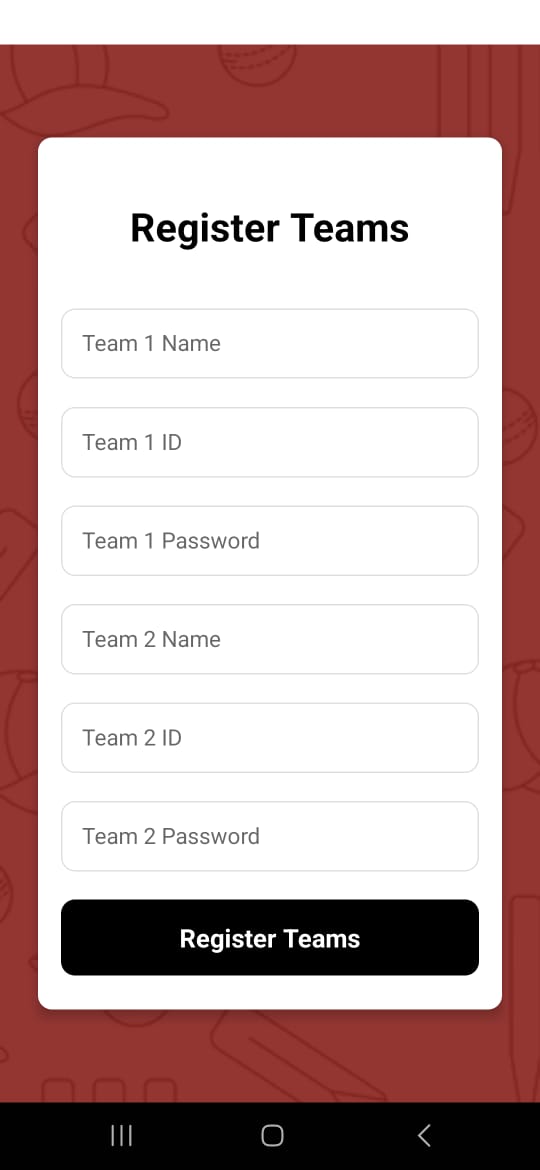 Register Teams
Team 1 Name
Team 1 ID
Team 1 Password
Team 2 Name
Team 2 ID
Team 2 Password
Register Teams